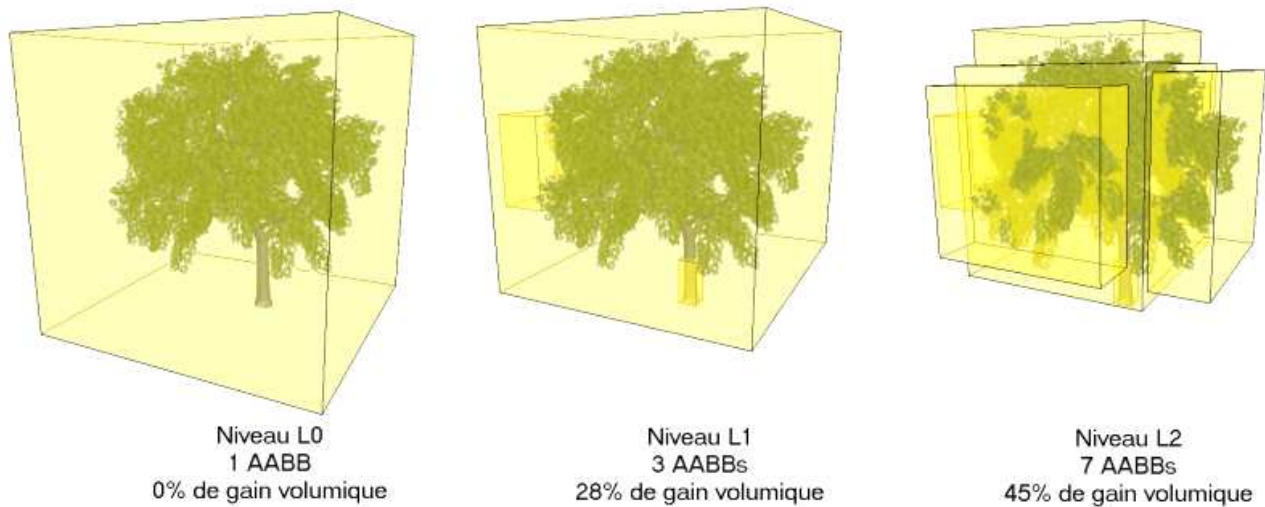 Niveau L0
1 AABB
0% de gain volumique
Niveau L1
3 AABBs
28% de gain volumique
Niveau L2
7 AABBs
45% de gain volumique